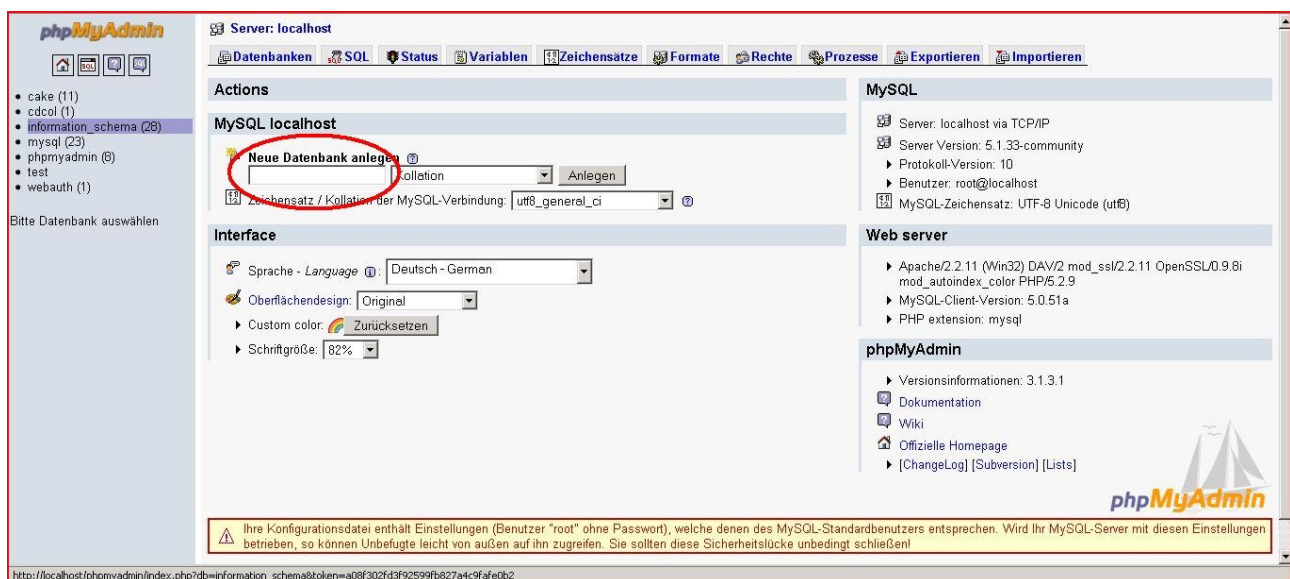 phpMyAdmin
cake (11)
cdcol (1)
information_schema (28)
mysql (23)
phpmyadmin (8)
test
webauth (1)
Bitte Datenbank auswählen
Server: localhost
Datenbanken SQL Status Variablen Zeichensätze Formate Rechte Prozesse Exportieren Importieren
Actions
MySQL localhost
Neue Datenbank anlegen
Kollation Anlegen
Zeichensatz / Kollation der MySQL-Verbindung: utf8_general_ci
Interface
Sprache - Language : Deutsch - German
Oberflächendesign: Original
Custom color: Zurücksetzen
Schriftgröße: 82%
MySQL
Server: localhost via TCP/IP
Server Version: 5.1.33-community
Protokoll-Version: 10
Benutzer: root@localhost
MySQL-Zeichensatz: UTF-8 Unicode (utf8)
Web server
Apache/2.2.11 (Win32) DAV/2 mod_ssl/2.2.11 OpenSSL/0.9.8i
mod_autoindex_color PHP/5.2.9
MySQL-Client-Version: 5.0.51a
PHP extension: mysql
phpMyAdmin
Versionsinformationen: 3.1.3.1
Dokumentation
Wiki
Offizielle Homepage
[ChangeLog] [Subversion] [Lists]
phpMyAdmin
Ihre Konfigurationsdatei enthält Einstellungen (Benutzer "root" ohne Passwort), welche denen des MySQL-Standardbenutzers entsprechen. Wird Ihr MySQL-Server mit diesen Einstellungen
betrieben, so können Unbefugte leicht von außen auf ihn zugreifen. Sie sollten diese Sicherheitslücke unbedingt schließen!
http://localhost/phpmyadmin/index.php?db=information_schema&token=a08f302fd3f92599fb827a4c9fafe0b2